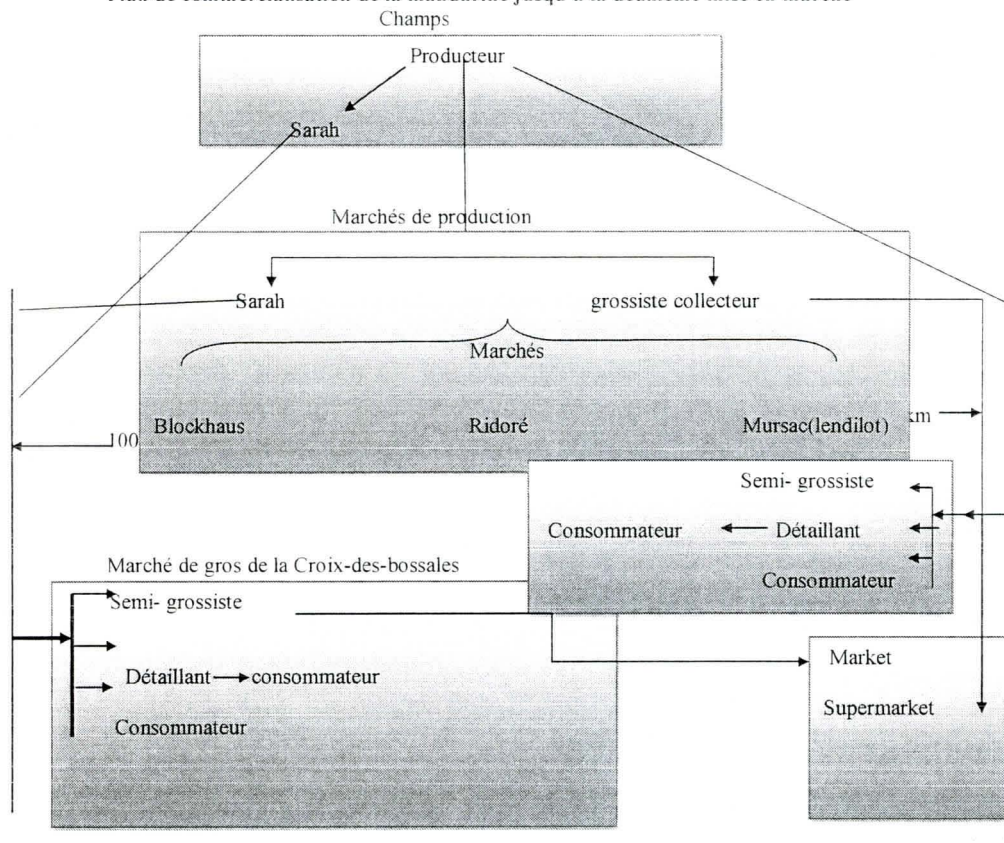 Champs
Producteur
Sarah
Marchés de production
Sarah grossiste collecteur
Marchés
100 Blockhaus Ridoré Mursac(lendilot) km
Semi- grossiste
Consommateur Détaillant
Consommateur
Marché de gros de la Croix-des-bossales
Semi- grossiste
Détaillant consommateur
Consommateur
Market
Supermarket